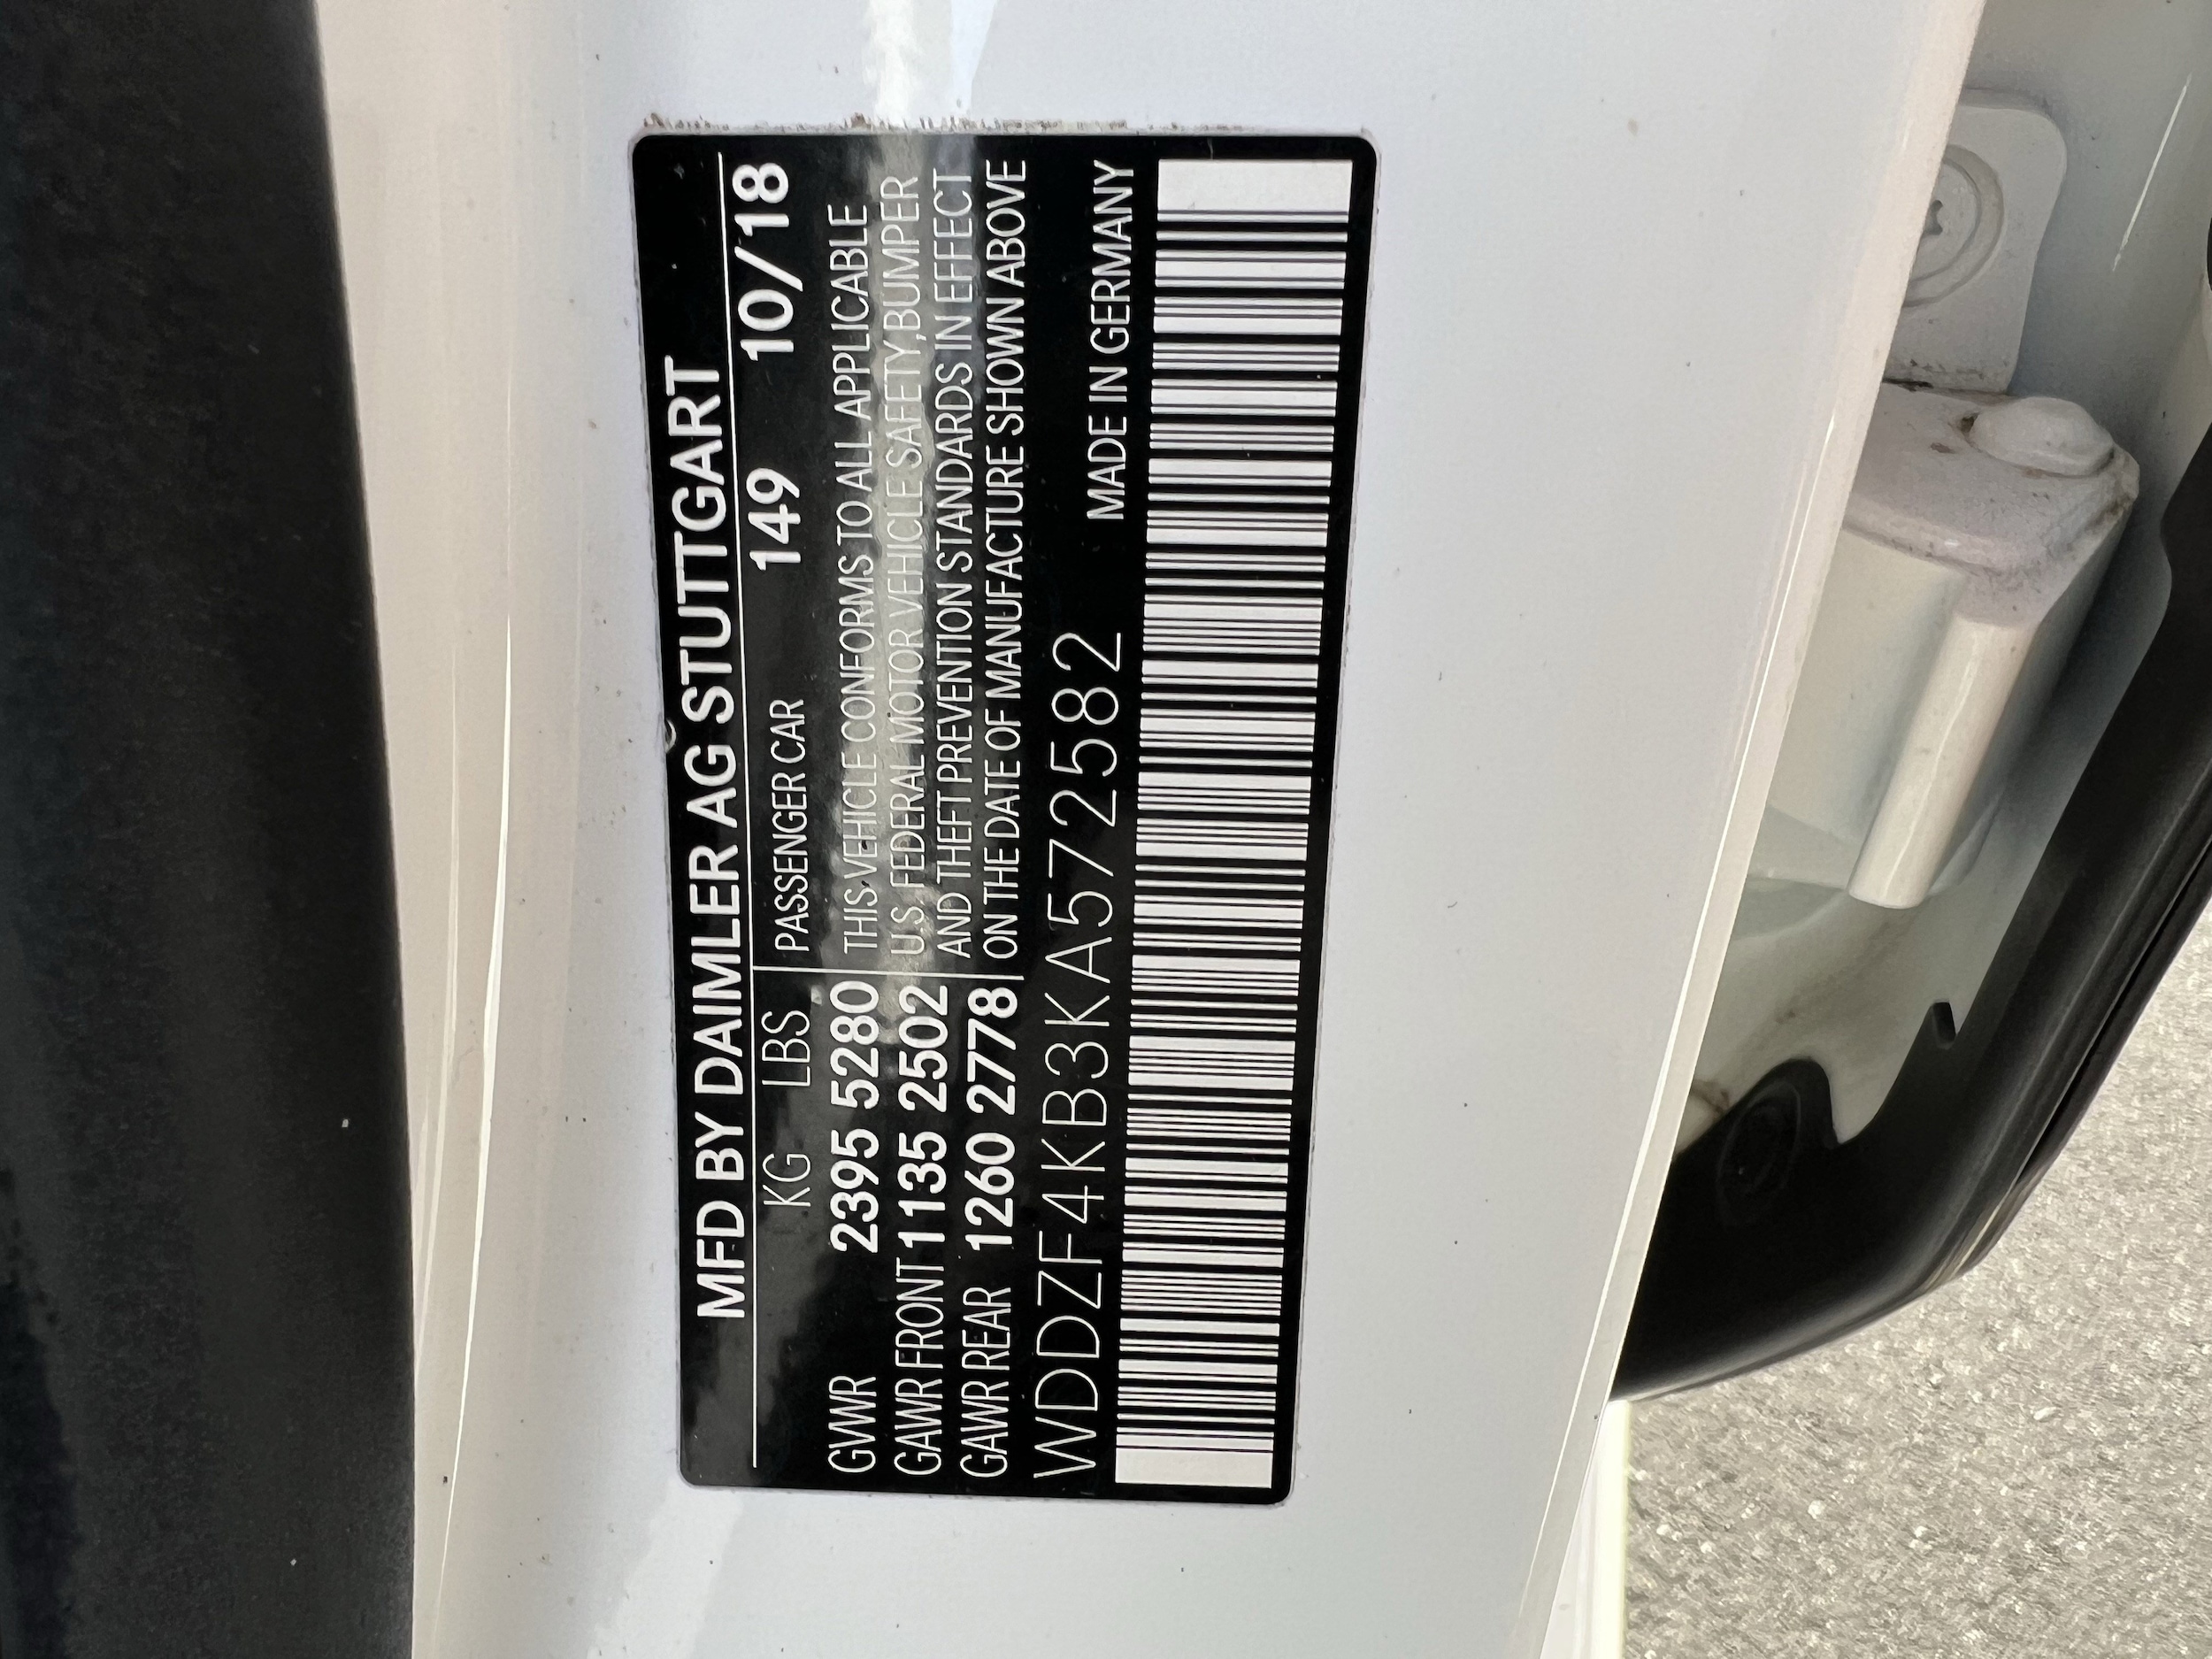 MFD BY DAIMLER AG STUTTGART
KG LBS PASSENGER CAR 149 10/18
GVWR 2395 5280 THIS VEHICLE CONFORMS TO ALL APPLICABLE
GAWR FRONT 1135 2502 U.S. FEDERAL MOTOR VEHICLE SAFETY,BUMPER
GAWR REAR 1260 2778 AND THEFT PREVENTION STANDARDS IN EFFECT
ON THE DATE OF MANUFACTURE SHOWN ABOVE
WDDZF4KB3KA572582 MADE IN GERMANY